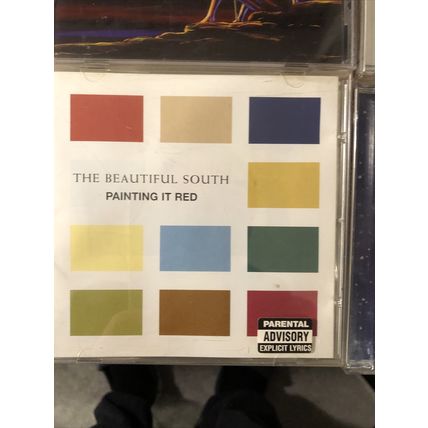 THE BEAUTIFUL SOUTH
PAINTING IT RED
PARENTAL
ADVISORY
EXPLICIT LYRICS